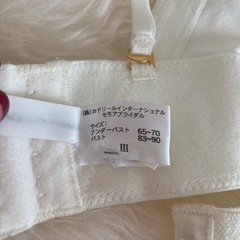 (株)カドリールインターナショナル
セモアブライダル
サイズ:
アンダーバスト 65~70
バスト 83~90
III